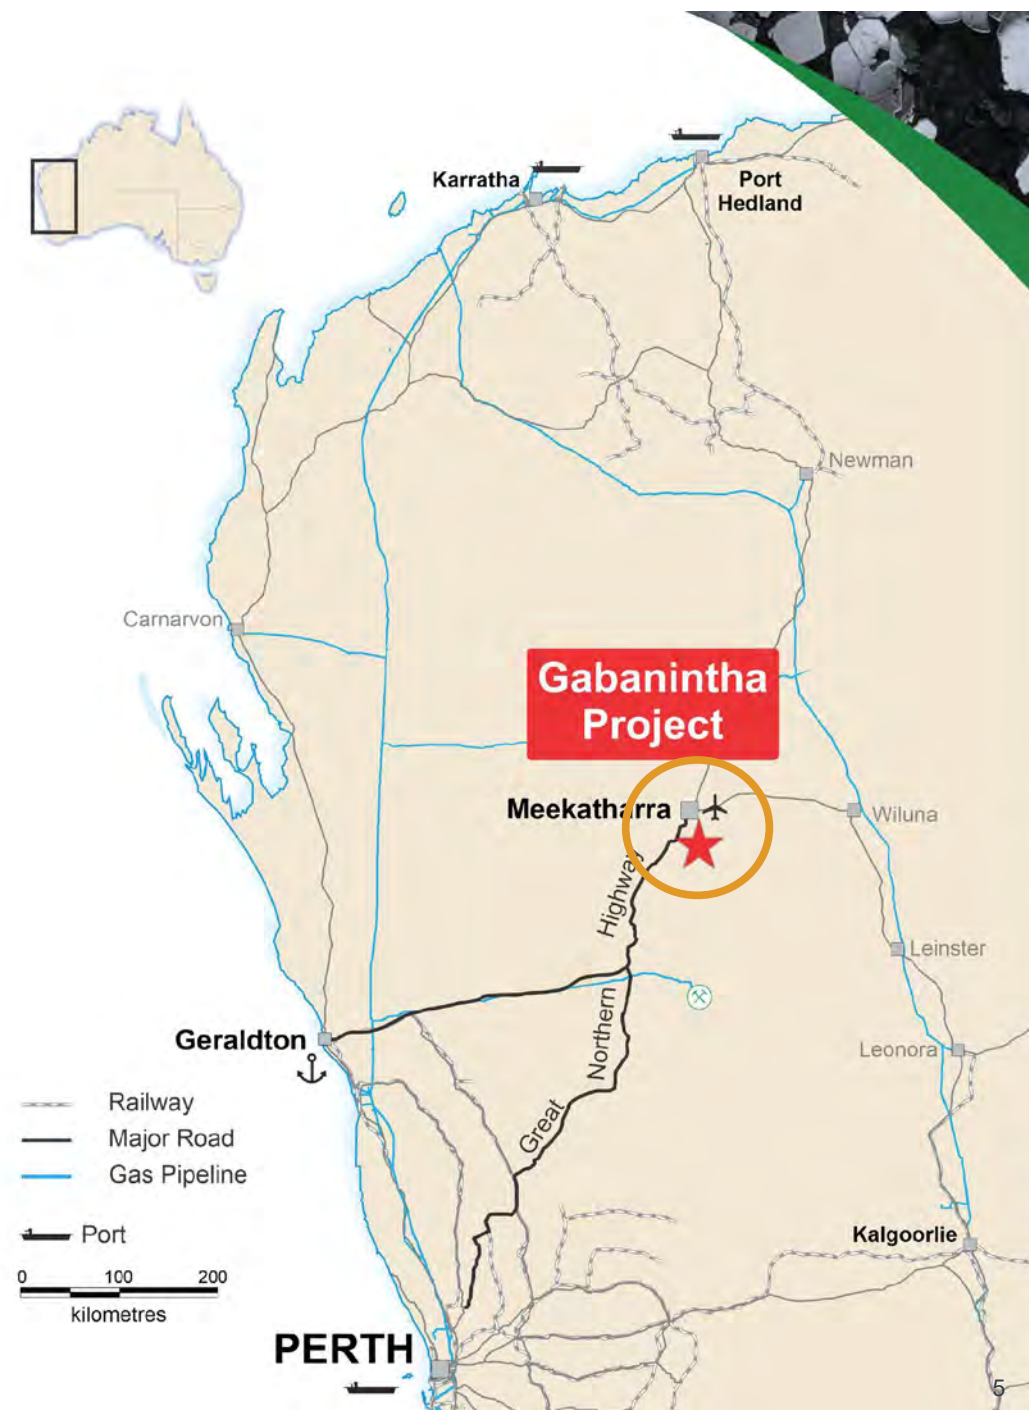 Karratha
Port
Hedland
Newman
Carnarvon
Gabanintha
Project
Meekatharra
Wiluna
Highway
Leinster
Northern
Geraldton
Leonora
Great
Railway
Major Road
Gas Pipeline
Port
Kalgoorlie
0 100 200
kilometres
PERTH
5